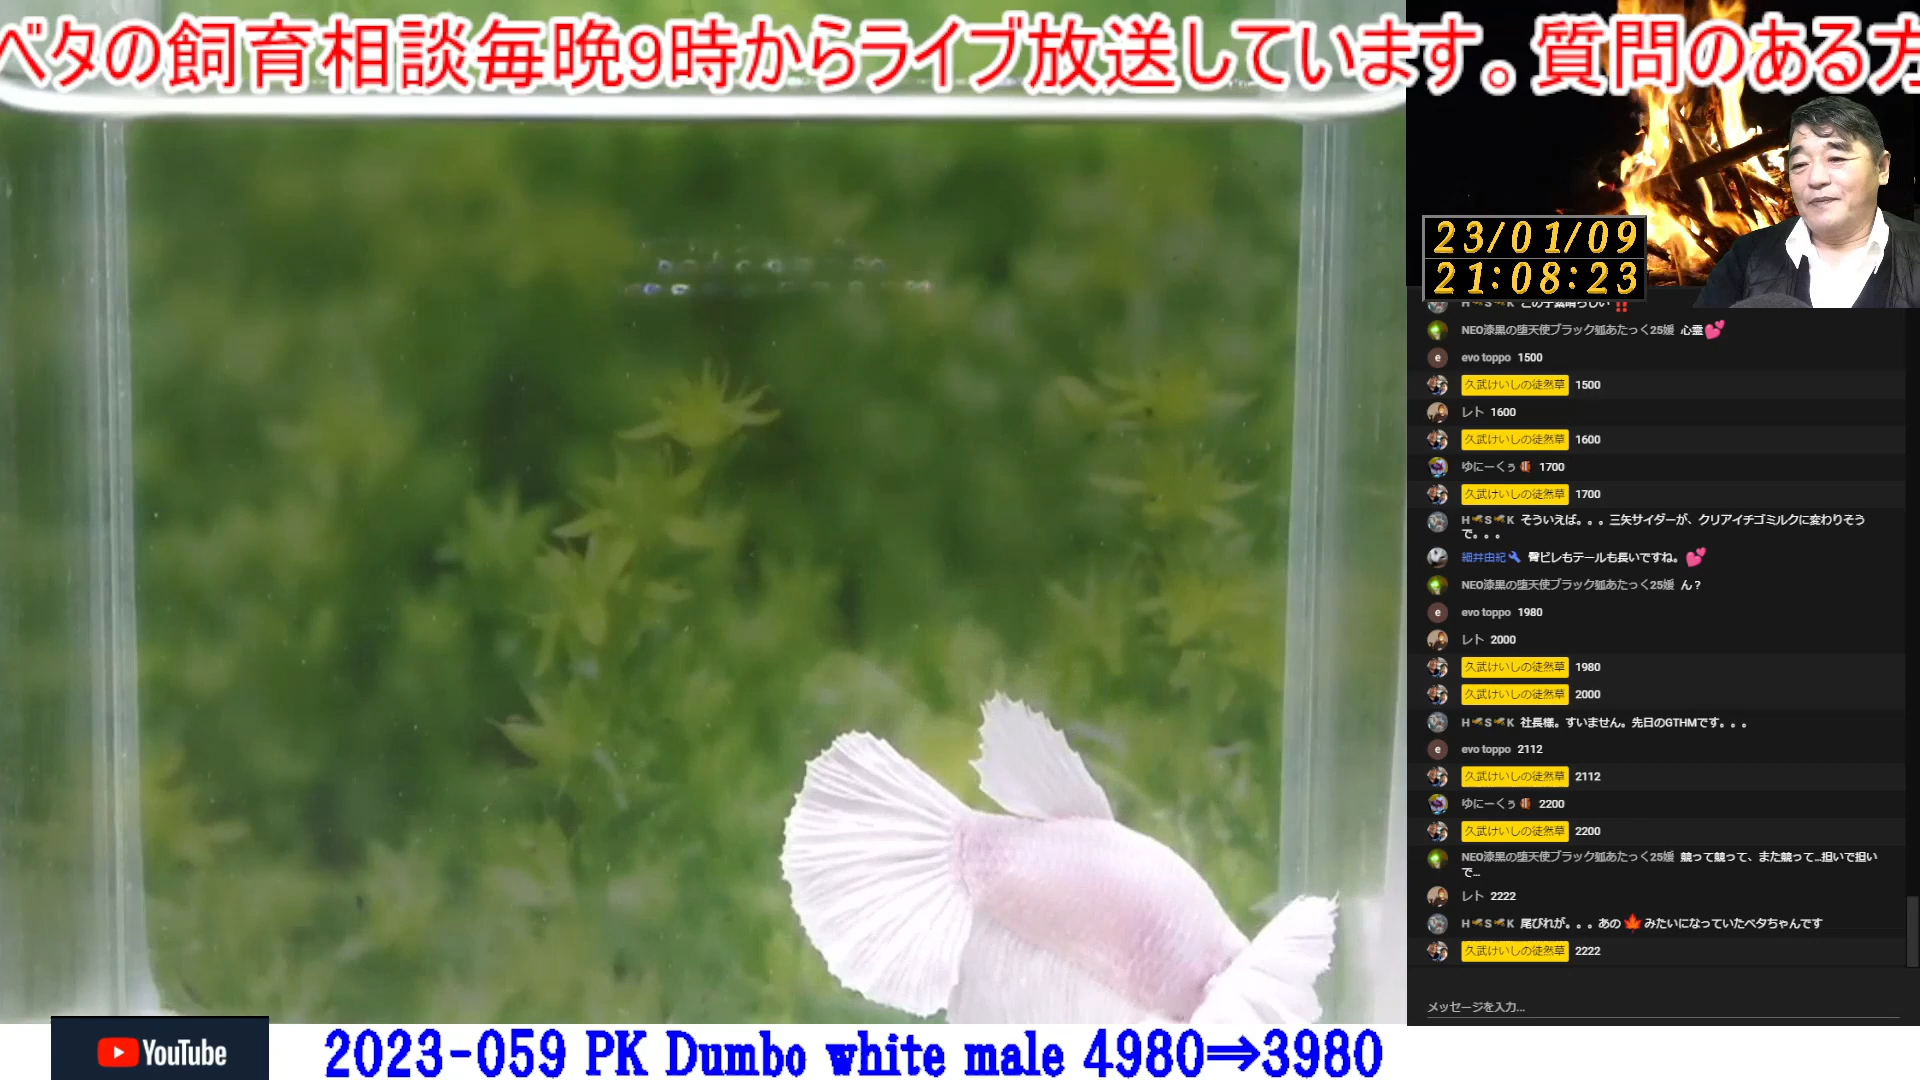 ベタの飼育相談毎晩9時からライブ放送しています。質問のある方
23/01/09
21:08:23
H S K この子素晴らしい‼
NEO漆黒の堕天使ブラック狐あたっく25媛 心霊💕
e evo toppo 1500
久武けいしの徒然草 1500
レト 1600
久武けいしの徒然草 1600
ゆにーくぅ 1700
久武けいしの徒然草 1700
H S K そういえば。。。三矢サイダーが、クリアイチゴミルクに変わりそう
で。。。
細井由紀 臀ビレもテールも長いですね。💕
NEO漆黒の堕天使ブラック狐あたっく25媛 ん？
e evo toppo 1980
レト 2000
久武けいしの徒然草 1980
久武けいしの徒然草 2000
H S K 社長様。すいません。先日のGTHMです。。。
e evo toppo 2112
久武けいしの徒然草 2112
ゆにーくぅ 2200
久武けいしの徒然草 2200
NEO漆黒の堕天使ブラック狐あたっく25媛 競って競って、また競って...担いで担い
で...
レト 2222
H S K 尾びれが。。。あの🍁みたいになっていたベタちゃんです
久武けいしの徒然草 2222
メッセージを入力...
YouTube
2023-059 PK Dumbo white male 4980⇒3980